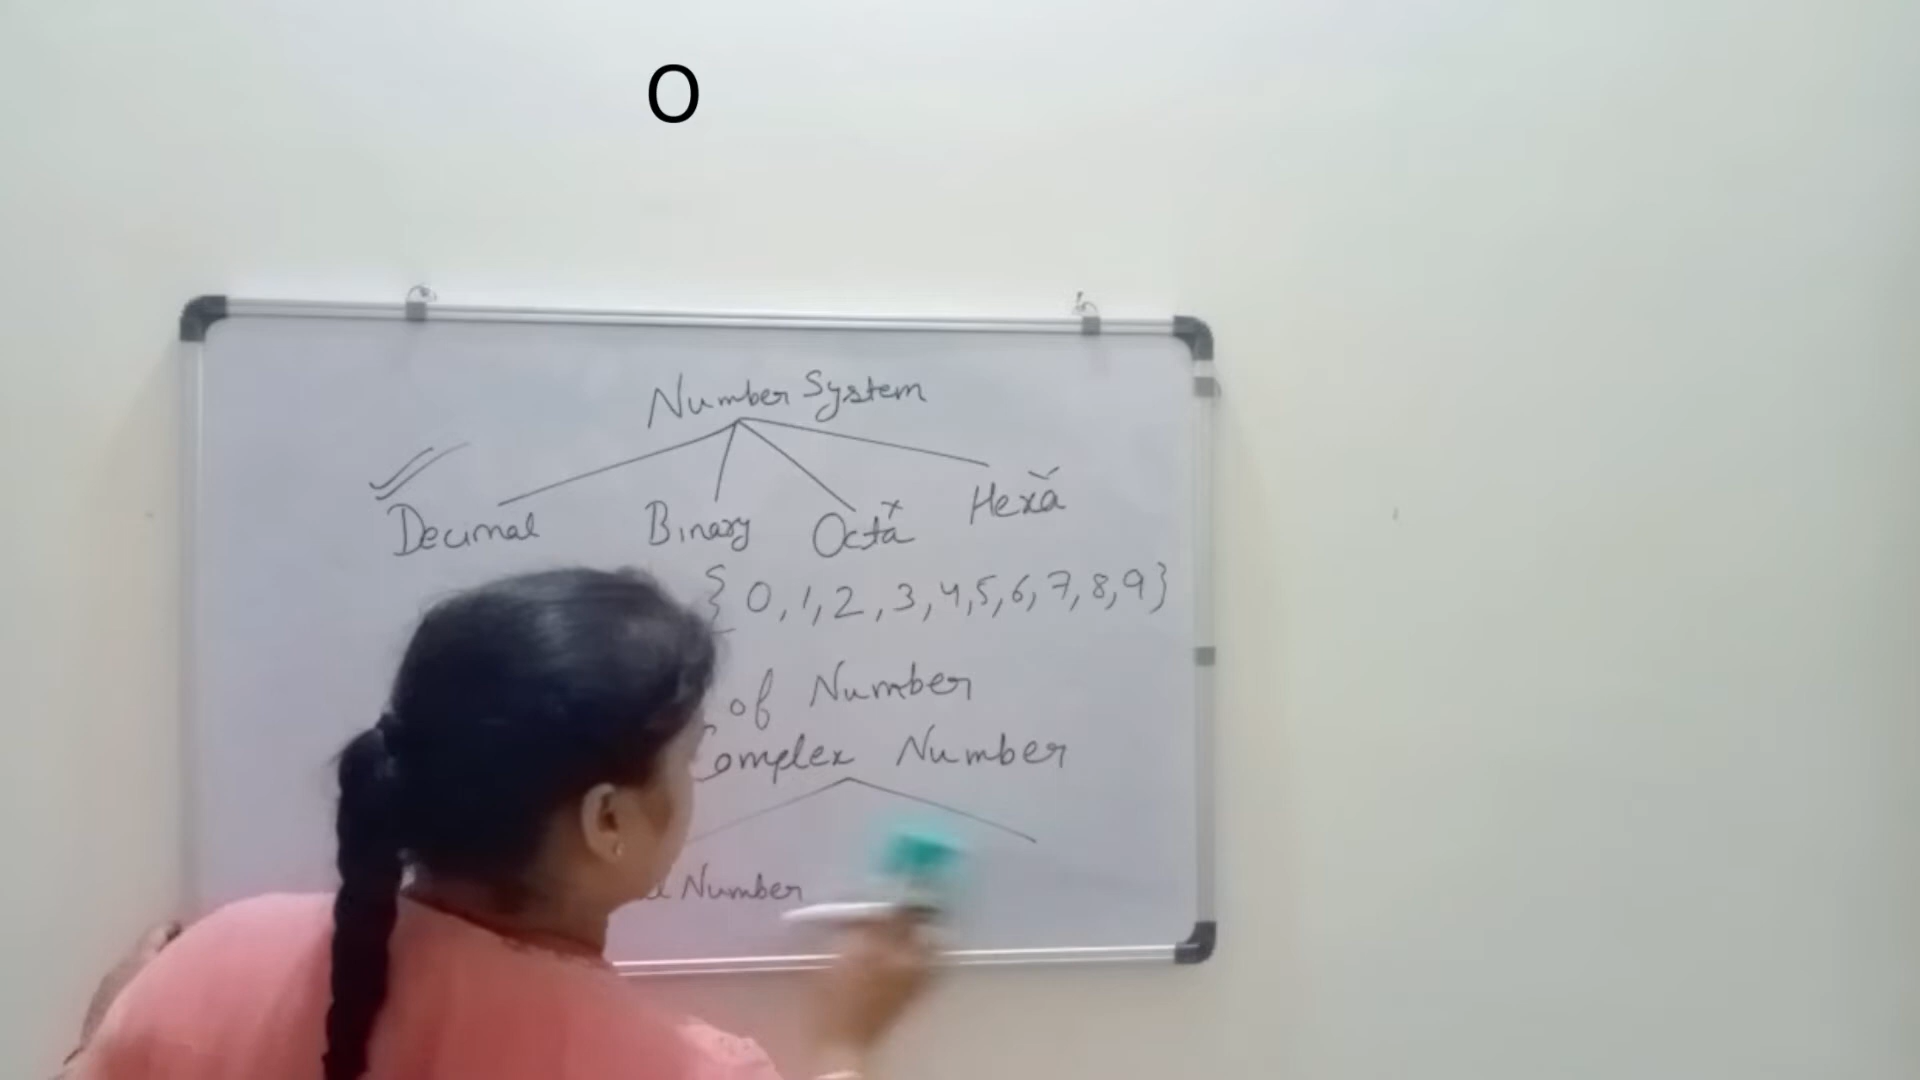 O
Number System
Decimal Binary Octa x Hexa
{0,1,2,3,4,5,6,7,8,9}
of Number
Complex Number
Number